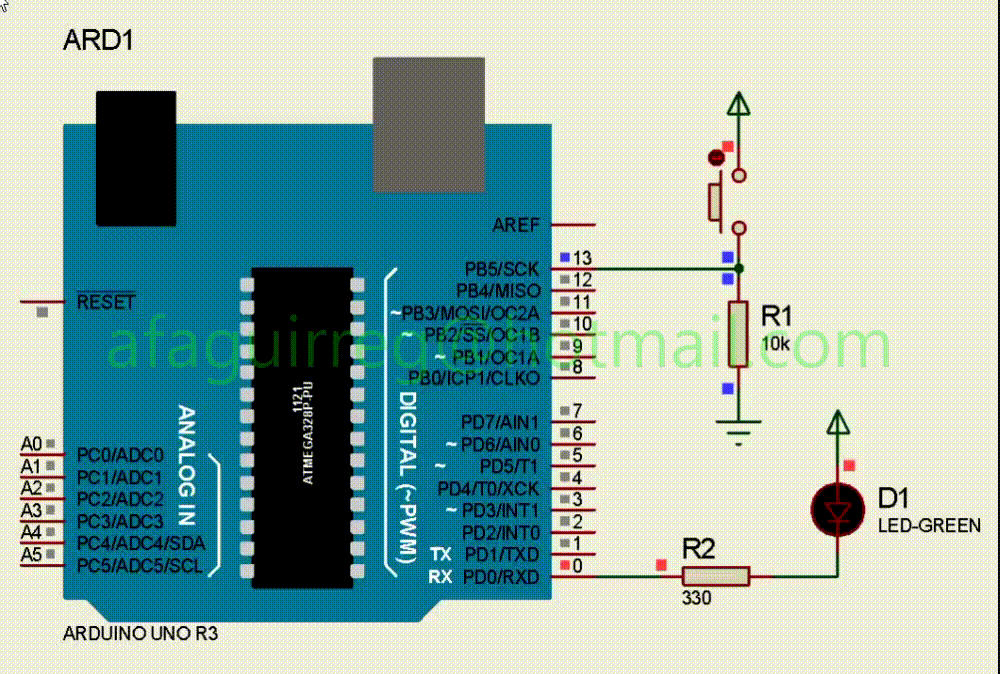 ARD1
AREF
13
PB5/SCK
12
PB4/MISO
11
~PB3/MOSI/OC2A
10
~ PB2/SS/OC1B
9
~ PB1/OC1A
8
PB0/ICP1/CLKO
7
PD7/AIN1
6
~ PD6/AIN0
5
~ PD5/T1
4
PD4/T0/XCK
3
~ PD3/INT1
2
PD2/INT0
1
TX PD1/TXD
0
RX PD0/RXD
RESET
A0
PC0/ADC0
A1
PC1/ADC1
A2
PC2/ADC2
A3
PC3/ADC3
A4
PC4/ADC4/SDA
A5
PC5/ADC5/SCL
ANALOG IN
1121
ATMEGA328P-PU
DIGITAL (~PWM)
R1
10k
D1
LED-GREEN
R2
330
ARDUINO UNO R3
afaguirreg@hotmail.com